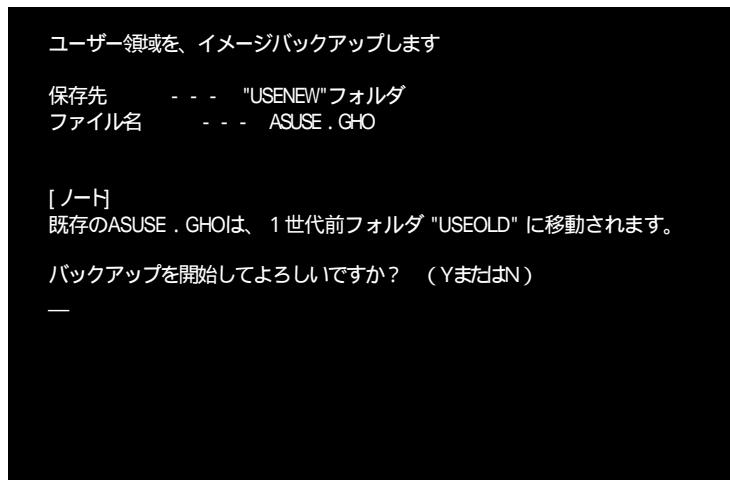 ユーザー領域を、イメージバックアップします
保存先　　- - -　"USENEW"フォルダ
ファイル名　　- - -　ASUSE . GHO
[ノート]
既存のASUSE . GHOは、１世代前フォルダ "USEOLD" に移動されます。
バックアップを開始してよろしいですか？　（YまたはN）